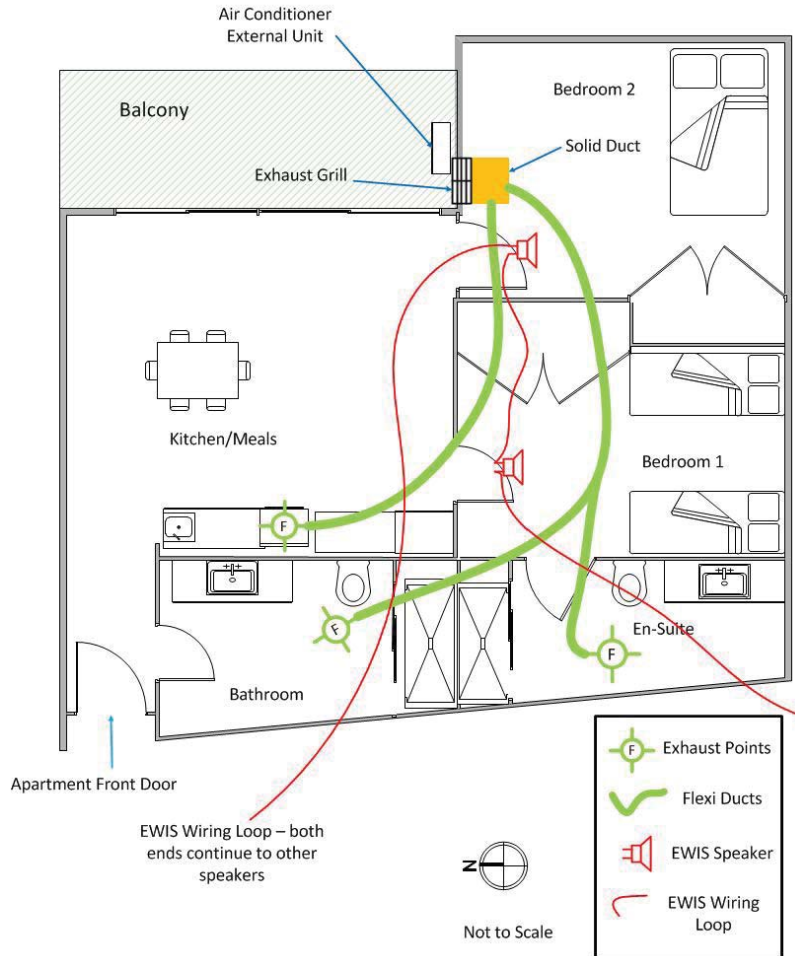 Air Conditioner
External Unit
Balcony
Bedroom 2
Solid Duct
Exhaust Grill
Kitchen/Meals
Bedroom 1
F
En-Suite
F
F
Bathroom
Apartment Front Door
EWIS Wiring Loop – both
ends continue to other
speakers
N
Not to Scale
F
Exhaust Points
Flexi Ducts
EWIS Speaker
EWIS Wiring
Loop